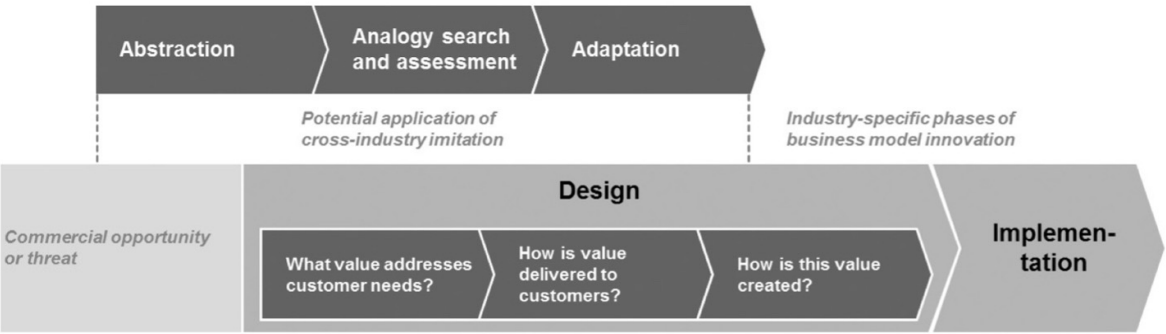 Abstraction
Analogy search
and assessment
Adaptation
Potential application of
cross-industry imitation
Industry-specific phases of
business model innovation
Commercial opportunity
or threat
Design
What value addresses
customer needs?
How is value
delivered to
customers?
How is this value
created?
Implemen-
tation